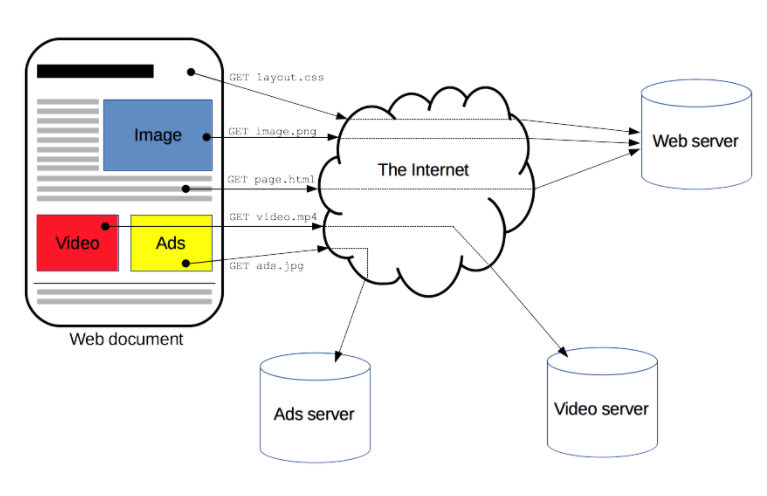 GET layout.css
Image
GET image.png
Web server
The Internet
GET page.html
GET video.mp4
Video
Ads
GET ads.jpg
Web document
Ads server
Video server